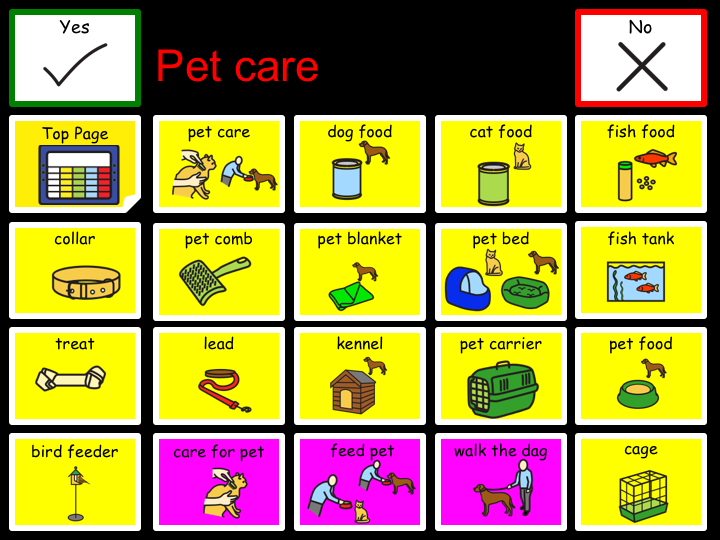 Yes
Pet care
No
Top Page
pet care
dog food
cat food
fish food
collar
pet comb
pet blanket
pet bed
fish tank
treat
lead
kennel
pet carrier
pet food
bird feeder
care for pet
feed pet
walk the dag
cage